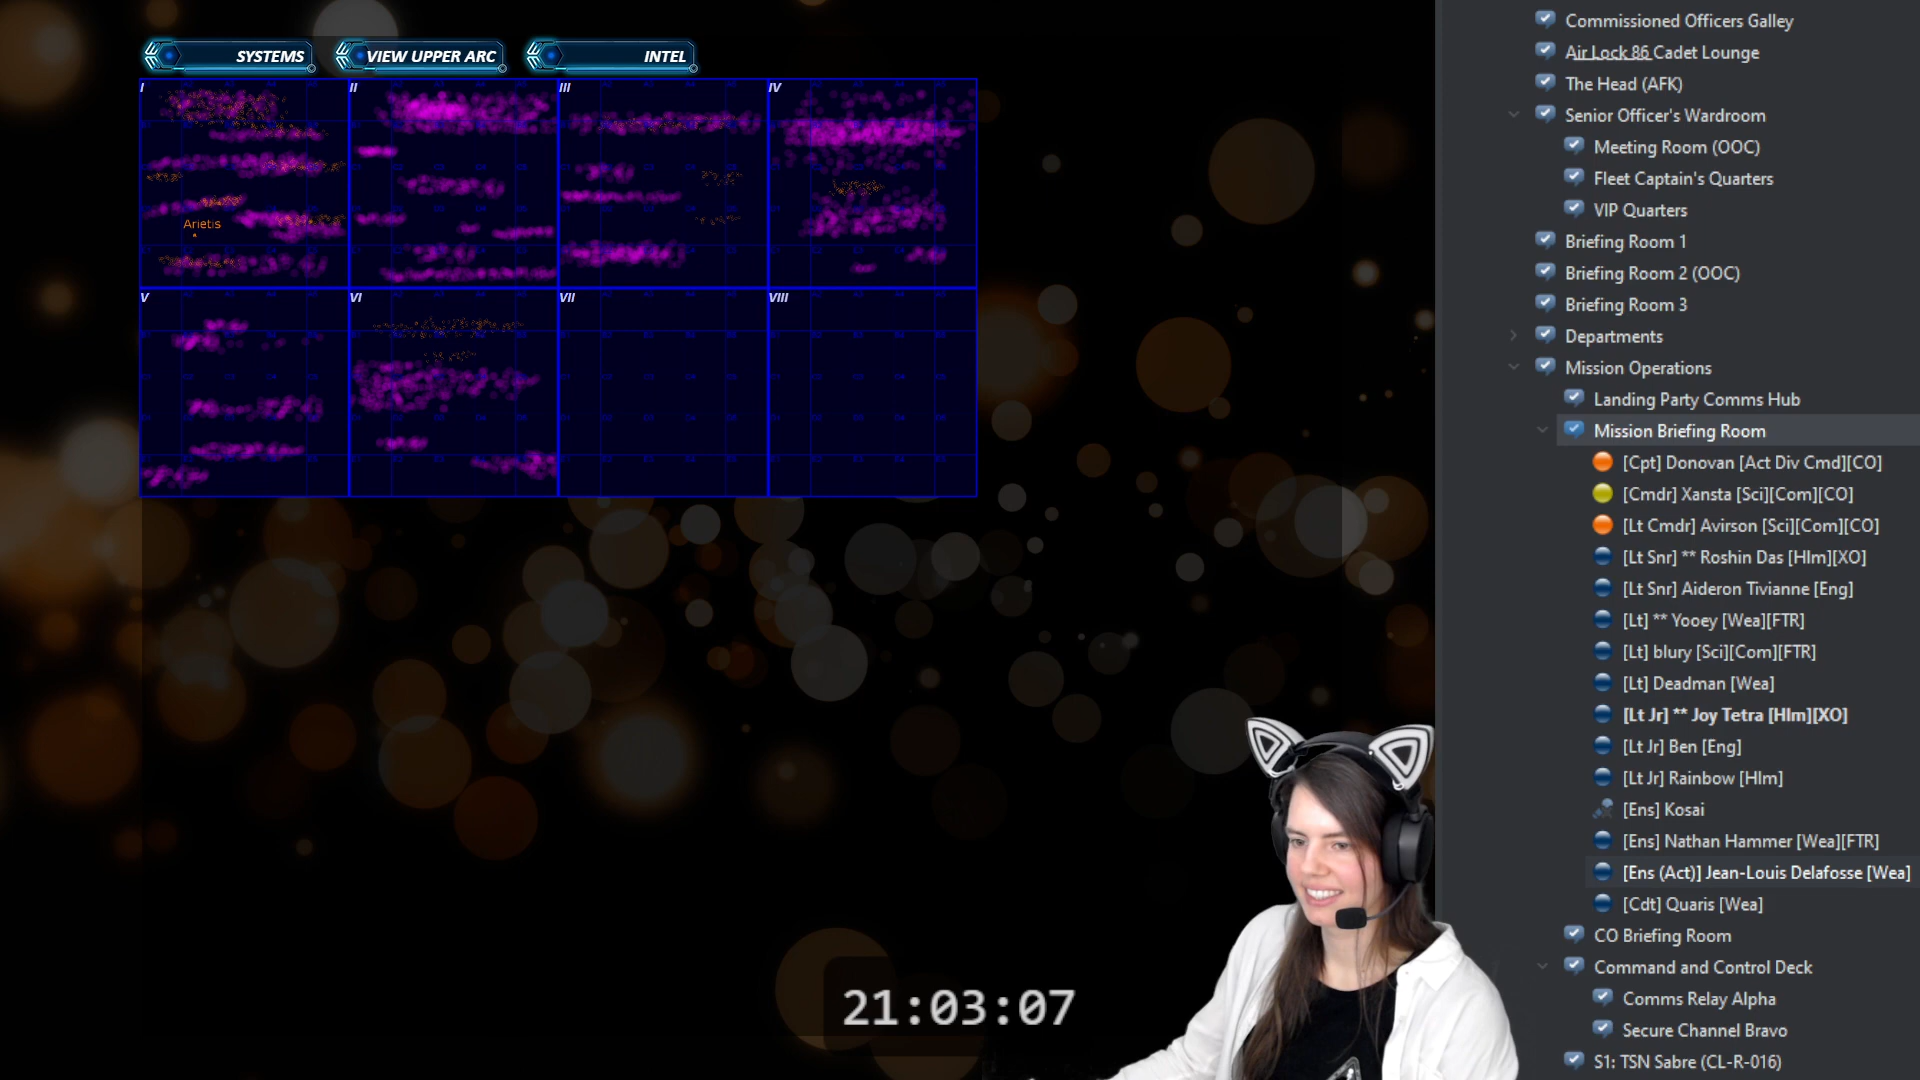 SYSTEMS
VIEW UPPER ARC
INTEL
I
II
III
IV
Arietis
V
VI
VII
VIII
21:03:07
Commissioned Officers Galley
Air Lock 86 Cadet Lounge
The Head (AFK)
Senior Officer's Wardroom
Meeting Room (OOC)
Fleet Captain's Quarters
VIP Quarters
Briefing Room 1
Briefing Room 2 (OOC)
Briefing Room 3
Departments
Mission Operations
Landing Party Comms Hub
Mission Briefing Room
[Cpt] Donovan [Act Div Cmd][CO]
[Cmdr] Xansta [Sci][Com][CO]
[Lt Cmdr] Avirson [Sci][Com][CO]
[Lt Snr] ** Roshin Das [Hlm][XO]
[Lt Snr] Aideron Tivianne [Eng]
[Lt] ** Yooey [Wea][FTR]
[Lt] blury [Sci][Com][FTR]
[Lt] Deadman [Wea]
[Lt Jr] ** Joy Tetra [Hlm][XO]
[Lt Jr] Ben [Eng]
[Lt Jr] Rainbow [Hlm]
[Ens] Kosai
[Ens] Nathan Hammer [Wea][FTR]
[Ens (Act)] Jean-Louis Delafosse [Wea]
[Cdt] Quaris [Wea]
CO Briefing Room
Command and Control Deck
Comms Relay Alpha
Secure Channel Bravo
S1: TSN Sabre (CL-R-016)